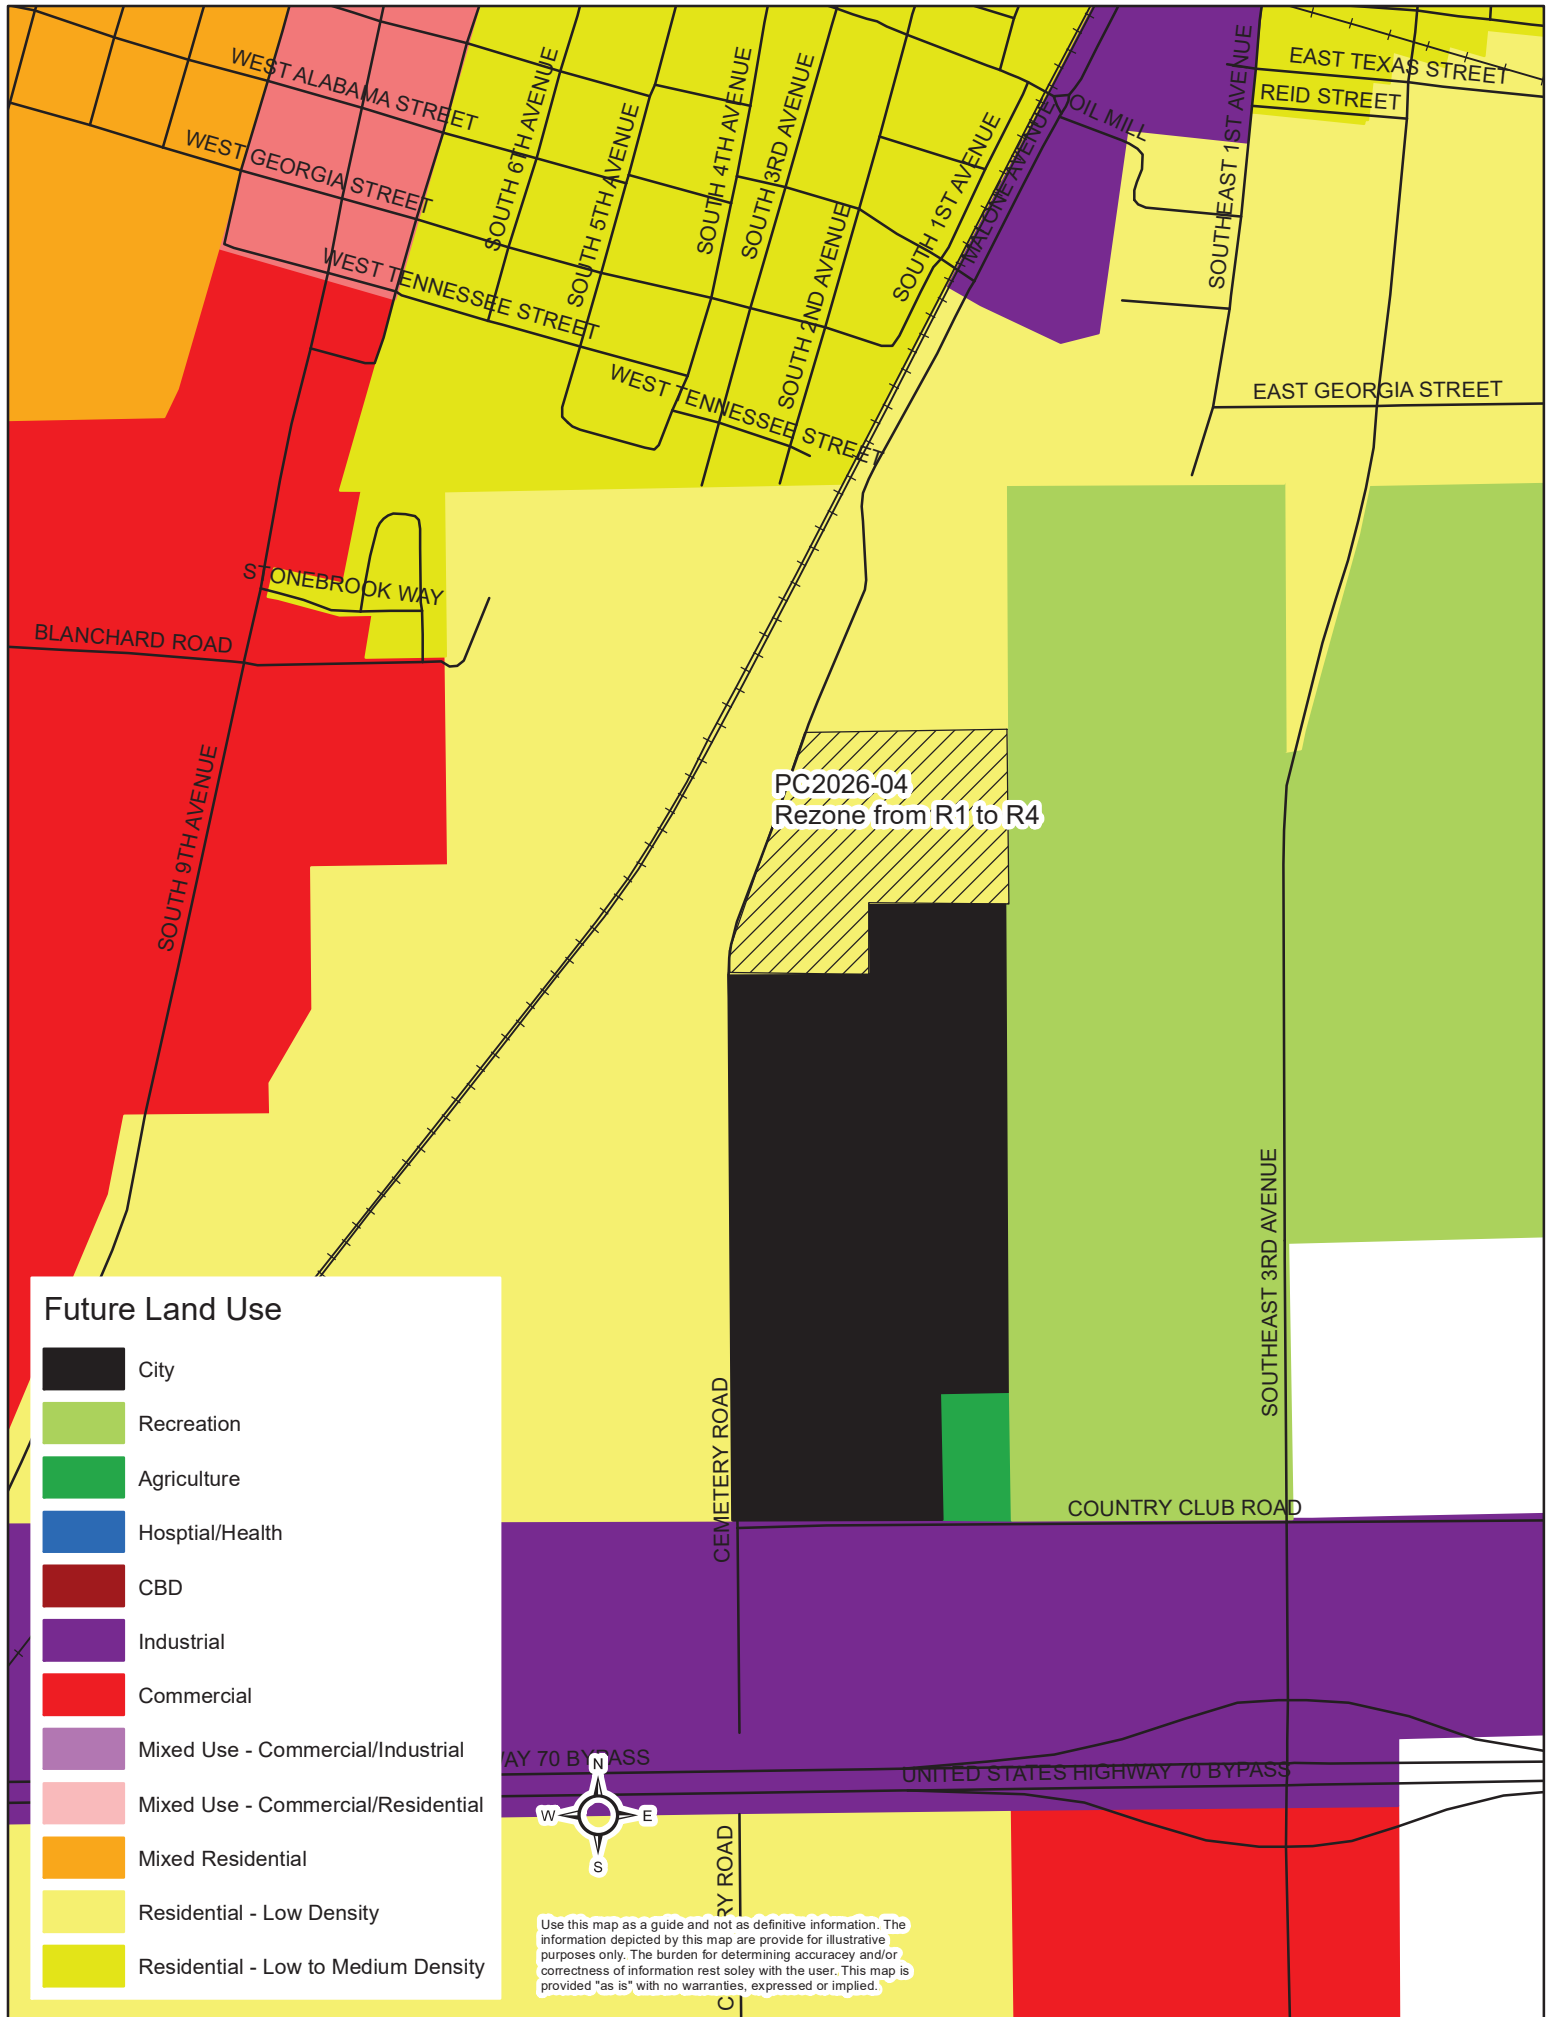 WEST ALABAMA STREET
WEST GEORGIA STREET
WEST TENNESSEE STREET
SOUTH 6TH AVENUE
SOUTH 5TH AVENUE
SOUTH 4TH AVENUE
SOUTH 3RD AVENUE
SOUTH 2ND AVENUE
SOUTH 1ST AVENUE
MALONE AVENUE
OIL MILL
SOUTHEAST 1ST AVENUE
EAST TEXAS STREET
REID STREET
EAST GEORGIA STREET
WEST TENNESSEE STREET
STONEBROOK WAY
BLANCHARD ROAD
SOUTH 9TH AVENUE
PC2026-04
Rezone from R1 to R4
SOUTHEAST 3RD AVENUE
CEMETERY ROAD
COUNTRY CLUB ROAD
Future Land Use
City
Recreation
Agriculture
Hosptial/Health
CBD
Industrial
Commercial
Mixed Use - Commercial/Industrial
Mixed Use - Commercial/Residential
Mixed Residential
Residential - Low Density
Residential - Low to Medium Density
WAY 70 BYPASS
UNITED STATES HIGHWAY 70 BYPASS
N
W
E
S
RY ROAD
Use this map as a guide and not as definitive information. The
information depicted by this map are provide for illustrative
purposes only. The burden for determining accuracey and/or
correctness of information rest soley with the user. This map is
provided "as is" with no warranties, expressed or implied.